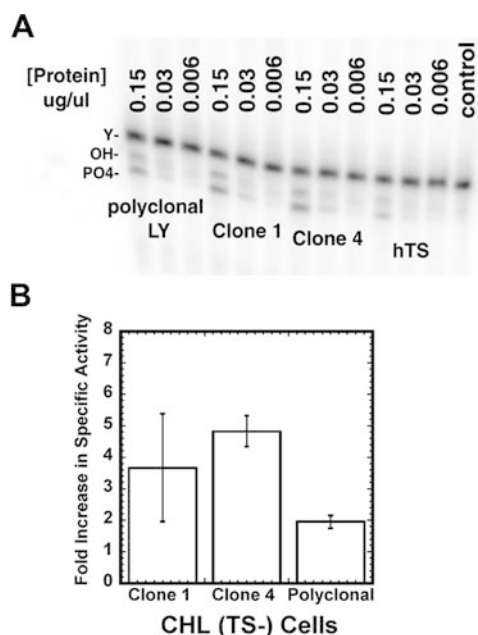 A
[Protein]
ug/ul
0.15 0.03 0.006 0.15 0.03 0.006 0.15 0.03 0.006 0.15 0.03 0.006 control
Y-
OH-
PO4-
polyclonal
LY
Clone 1
Clone 4
hTS
B
Fold Increase in Specific Activity
8
7
6
5
4
3
2
1
0
Clone 1 Clone 4 Polyclonal
CHL (TS-) Cells